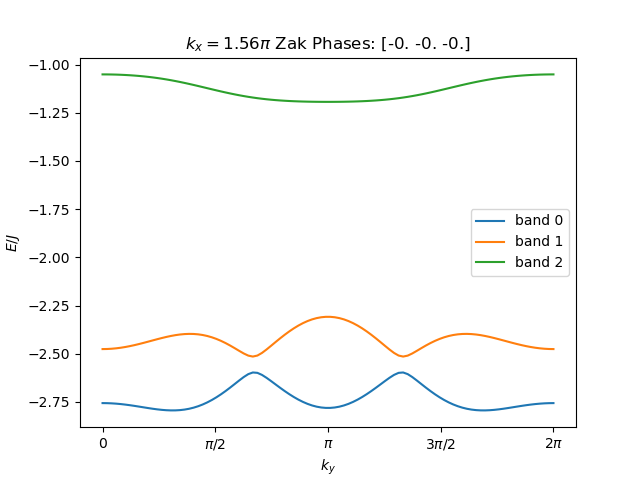 $k_x = 1.56\pi$ Zak Phases: [-0. -0. -0.]
−1.00
−1.25
−1.50
−1.75
−2.00
−2.25
−2.50
−2.75
E/J
band 0
band 1
band 2
0
π/2
π
3π/2
2π
$k_y$